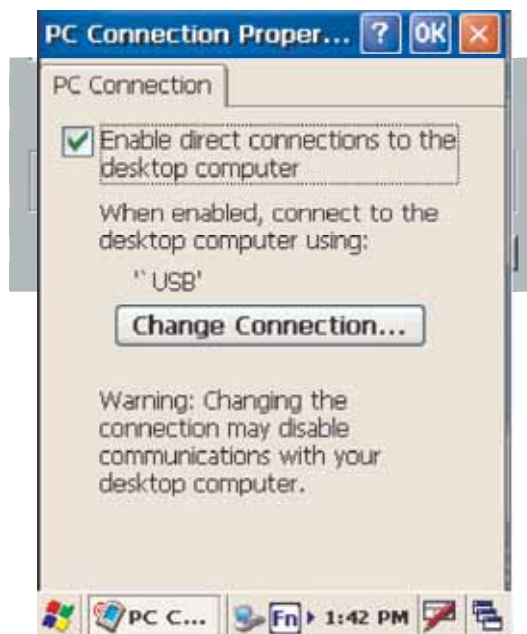 PC Connection Proper... ? OK ×
PC Connection
Enable direct connections to the
desktop computer
When enabled, connect to the
desktop computer using:
'` USB'
Change Connection...
Warning: Changing the
connection may disable
communications with your
desktop computer.
PC C... Fn 1:42 PM